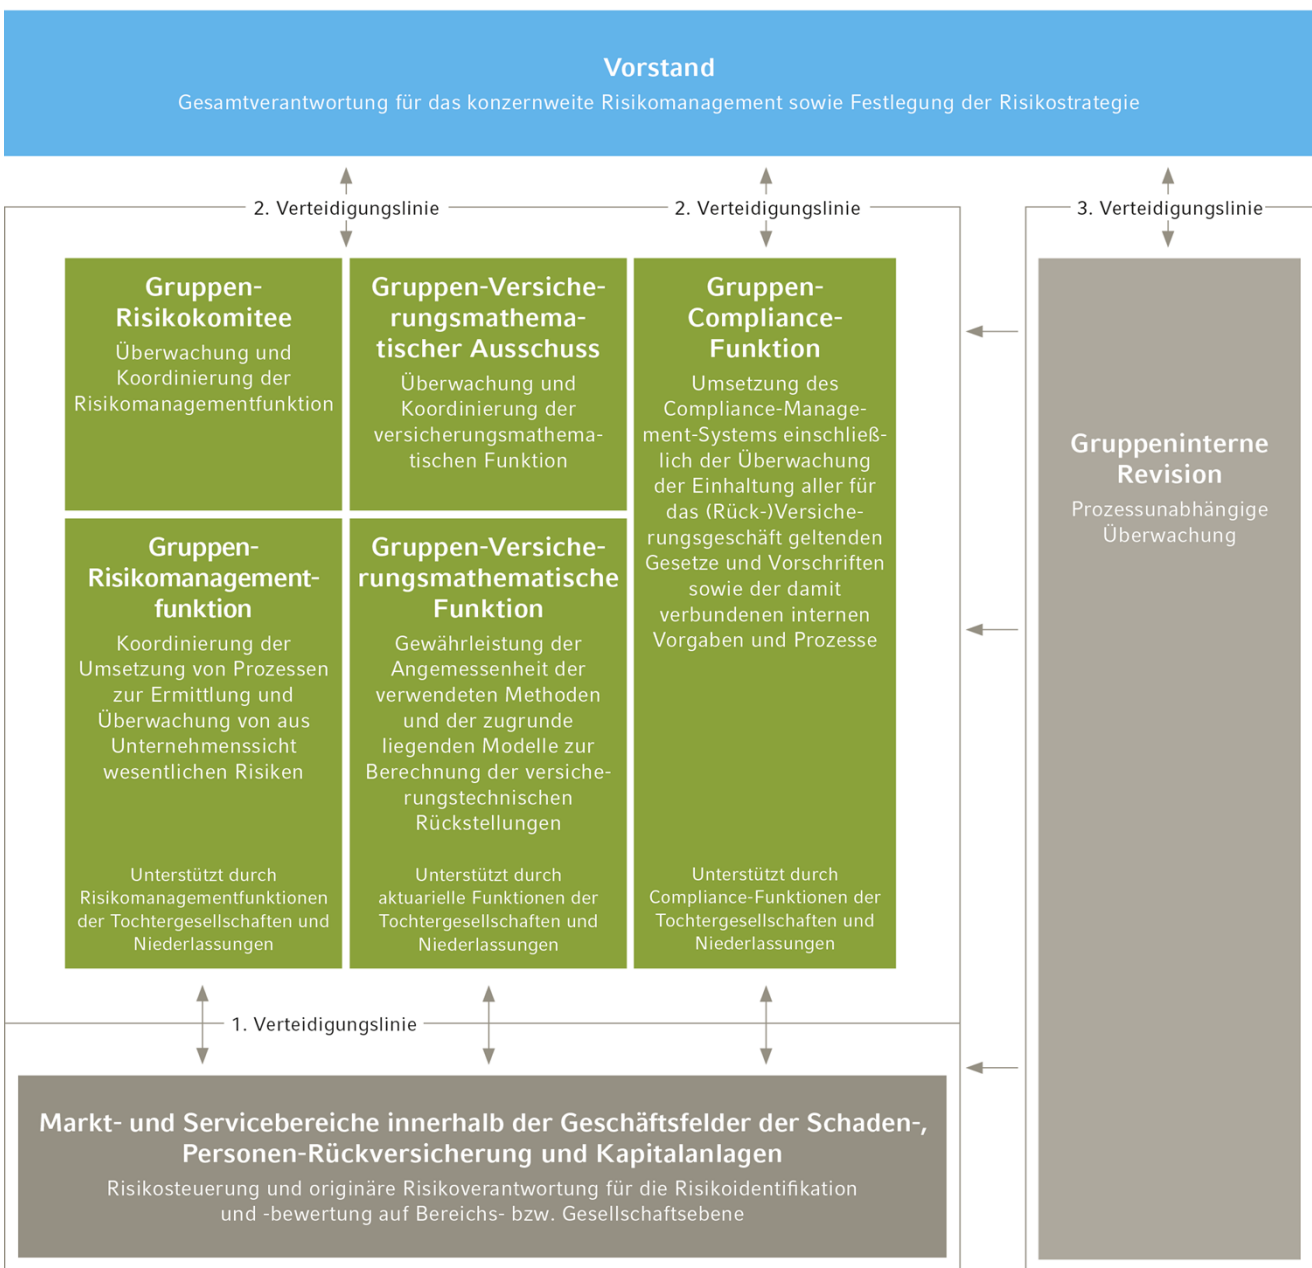 Vorstand
Gesamtverantwortung für das konzernweite Risikomanagement sowie Festlegung der Risikostrategie
2. Verteidigungslinie
2. Verteidigungslinie
3. Verteidigungslinie
Gruppen-
Risikokomitee
Überwachung und
Koordinierung der
Risikomanagementfunktion
Gruppen-Versiche-
rungsmathema-
tischer Ausschuss
Überwachung und
Koordinierung der
versicherungsmathema-
tischen Funktion
Gruppen-
Compliance-
Funktion
Umsetzung des
Compliance-Manage-
ment-Systems einschließ-
lich der Überwachung
der Einhaltung aller für
das (Rück-)Versiche-
rungsgeschäft geltenden
Gesetze und Vorschriften
sowie der damit
verbundenen internen
Vorgaben und Prozesse
Unterstützt durch
Compliance-Funktionen der
Tochtergesellschaften und
Niederlassungen
Gruppeninterne
Revision
Prozessunabhängige
Überwachung
Gruppen-
Risikomanagement-
funktion
Koordinierung der
Umsetzung von Prozessen
zur Ermittlung und
Überwachung von aus
Unternehmenssicht
wesentlichen Risiken
Unterstützt durch
Risikomanagementfunktionen
der Tochtergesellschaften und
Niederlassungen
Gruppen-Versiche-
rungsmathematische
Funktion
Gewährleistung der
Angemessenheit der
verwendeten Methoden
und der zugrunde
liegenden Modelle zur
Berechnung der versiche-
rungstechnischen
Rückstellungen
Unterstützt durch
aktuarielle Funktionen der
Tochtergesellschaften und
Niederlassungen
1. Verteidigungslinie
Markt- und Servicebereiche innerhalb der Geschäftsfelder der Schaden-,
Personen-Rückversicherung und Kapitalanlagen
Risikosteuerung und originäre Risikoverantwortung für die Risikoidentifikation
und -bewertung auf Bereichs- bzw. Gesellschaftsebene